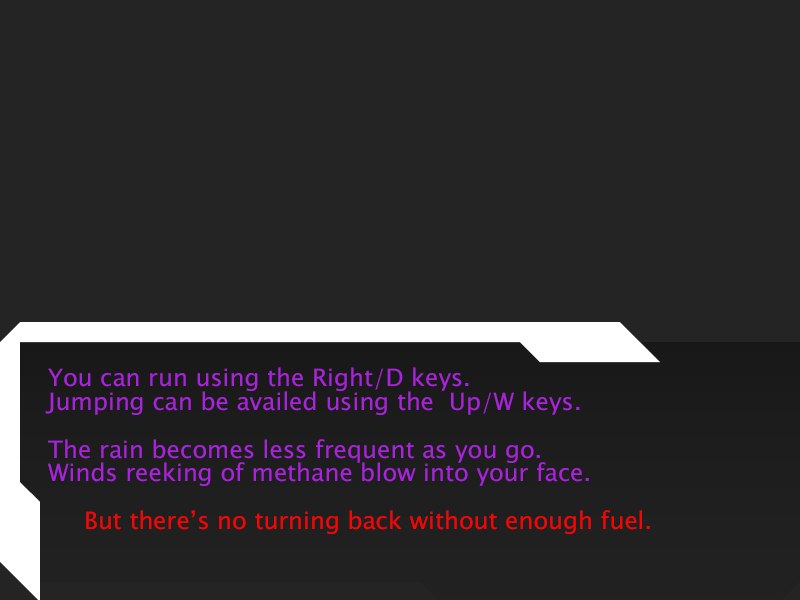 You can run using the Right/D keys.
Jumping can be availed using the  Up/W keys.
The rain becomes less frequent as you go.
Winds reeking of methane blow into your face.
But there’s no turning back without enough fuel.